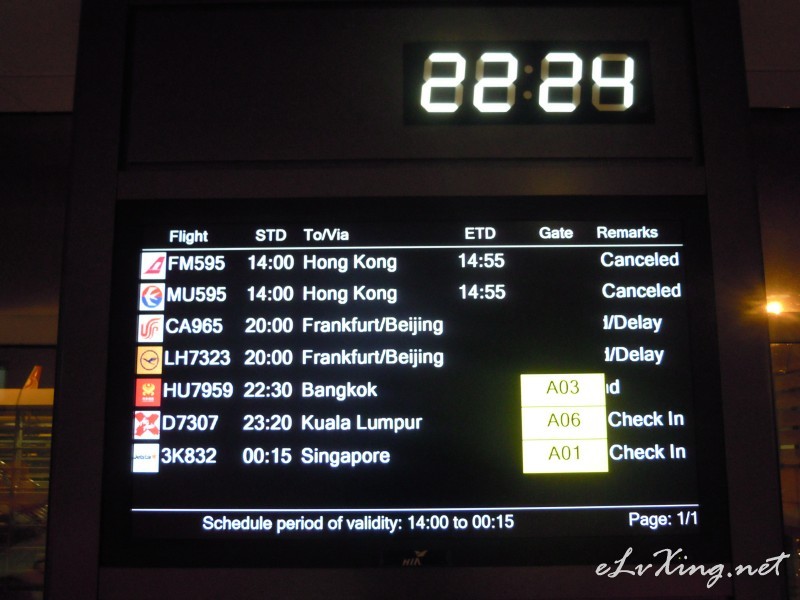 22:24
Flight STD To/Via ETD Gate Remarks
FM595 14:00 Hong Kong 14:55 Canceled
MU595 14:00 Hong Kong 14:55 Canceled
CA965 20:00 Frankfurt/Beijing /Delay
LH7323 20:00 Frankfurt/Beijing /Delay
HU7959 22:30 Bangkok A03
D7307 23:20 Kuala Lumpur A06 Check In
3K832 00:15 Singapore A01 Check In
Schedule period of validity: 14:00 to 00:15 Page: 1/1
eLvXing.net